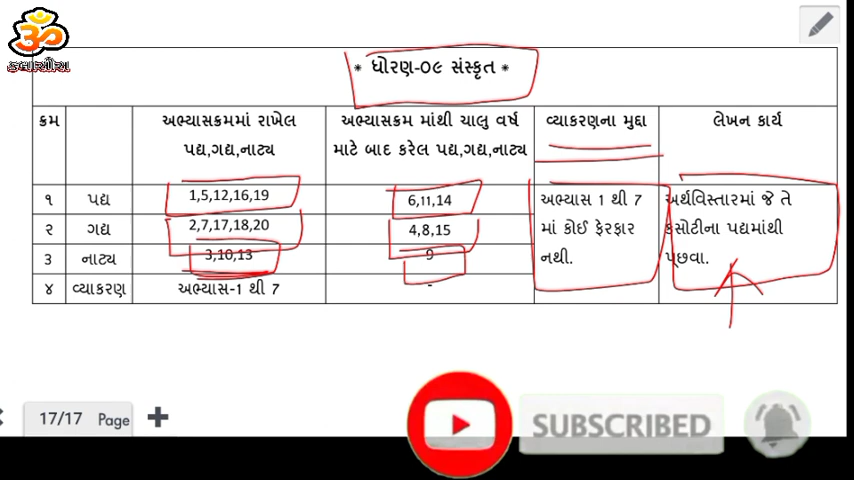 ૐ
* ધોરણ-૦૯ સંસ્કૃત *
ક્રમ
અભ્યાસક્રમમાં રાખેલ
પદ્ય,ગદ્ય,નાટ્ય
અભ્યાસક્રમ માંથી ચાલુ વર્ષ
માટે બાદ કરેલ પદ્ય,ગદ્ય,નાટ્ય
વ્યાકરણના મુદ્દા
લેખન કાર્ય
૧ પદ્ય 1,5,12,16,19 6,11,14
૨ ગદ્ય 2,7,17,18,20 4,8,15
૩ નાટ્ય 3,10,13 9
૪ વ્યાકરણ અભ્યાસ-1 થી 7 -
અભ્યાસ 1 થી 7
માં કોઈ ફેરફાર
નથી.
અર્થવિસ્તારમાં જે તે
કસોટીના પદ્યમાંથી
પૂછવા.
17/17 Page +
SUBSCRIBED